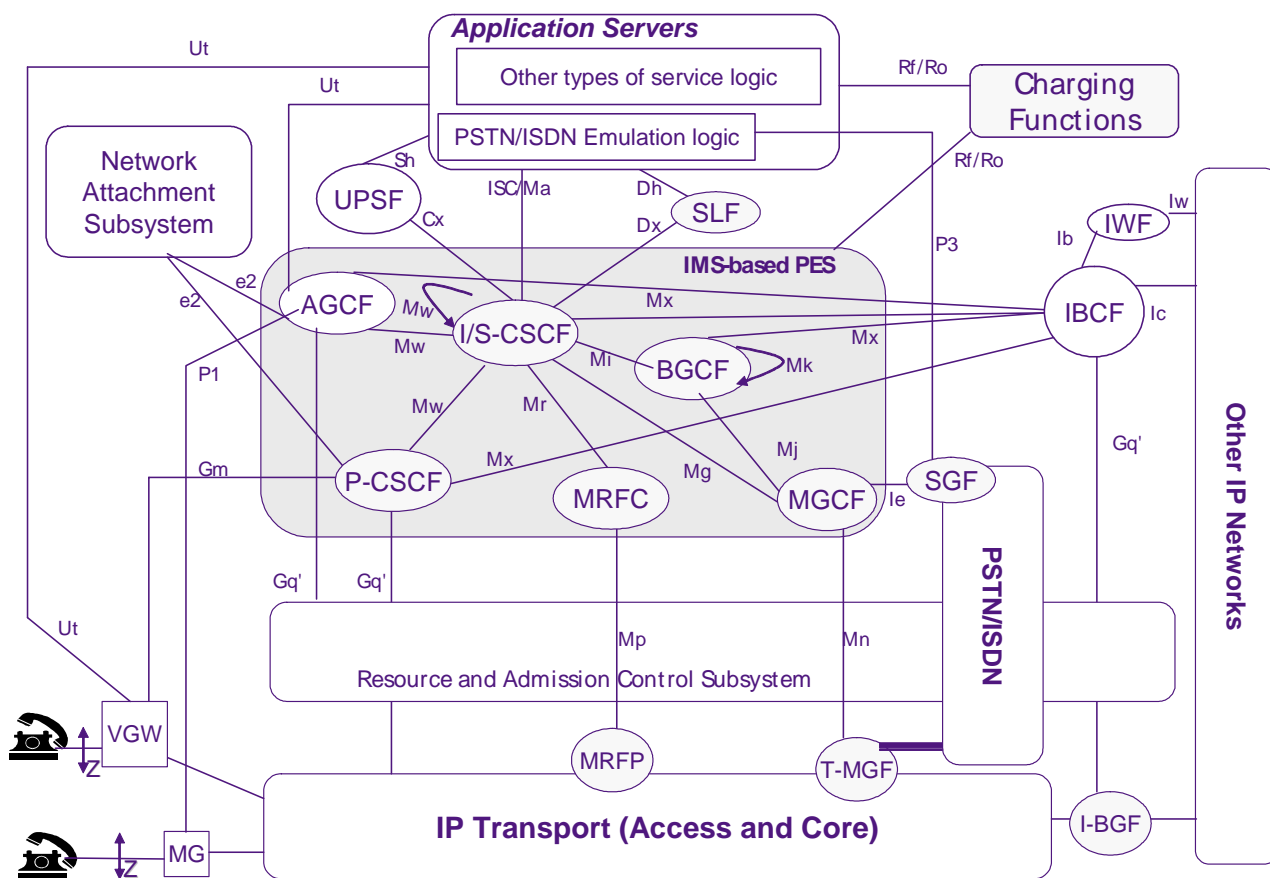 Application Servers
Ut
Other types of service logic
Rf/Ro
Charging
Functions
Ut
PSTN/ISDN Emulation logic
Network
Attachment
Subsystem
Sh
ISC/Ma
Dh
Rf/Ro
UPSF
SLF
Cx
Dx
Iw
IWF
Ib
P3
IMS-based PES
e2
e2
AGCF
Mw
Mx
IBCF
Ic
I/S-CSCF
Mw
Mi
Mx
BGCF
Mk
P1
Mw
Mr
Other IP Networks
Gm
Mx
Mg
Mj
Gq'
P-CSCF
MRFC
MGCF
Ie
SGF
PSTN/ISDN
Gq'
Gq'
Ut
Mp
Mn
Resource and Admission Control Subsystem
VGW
Z
MRFP
T-MGF
IP Transport (Access and Core)
I-BGF
MG
Z